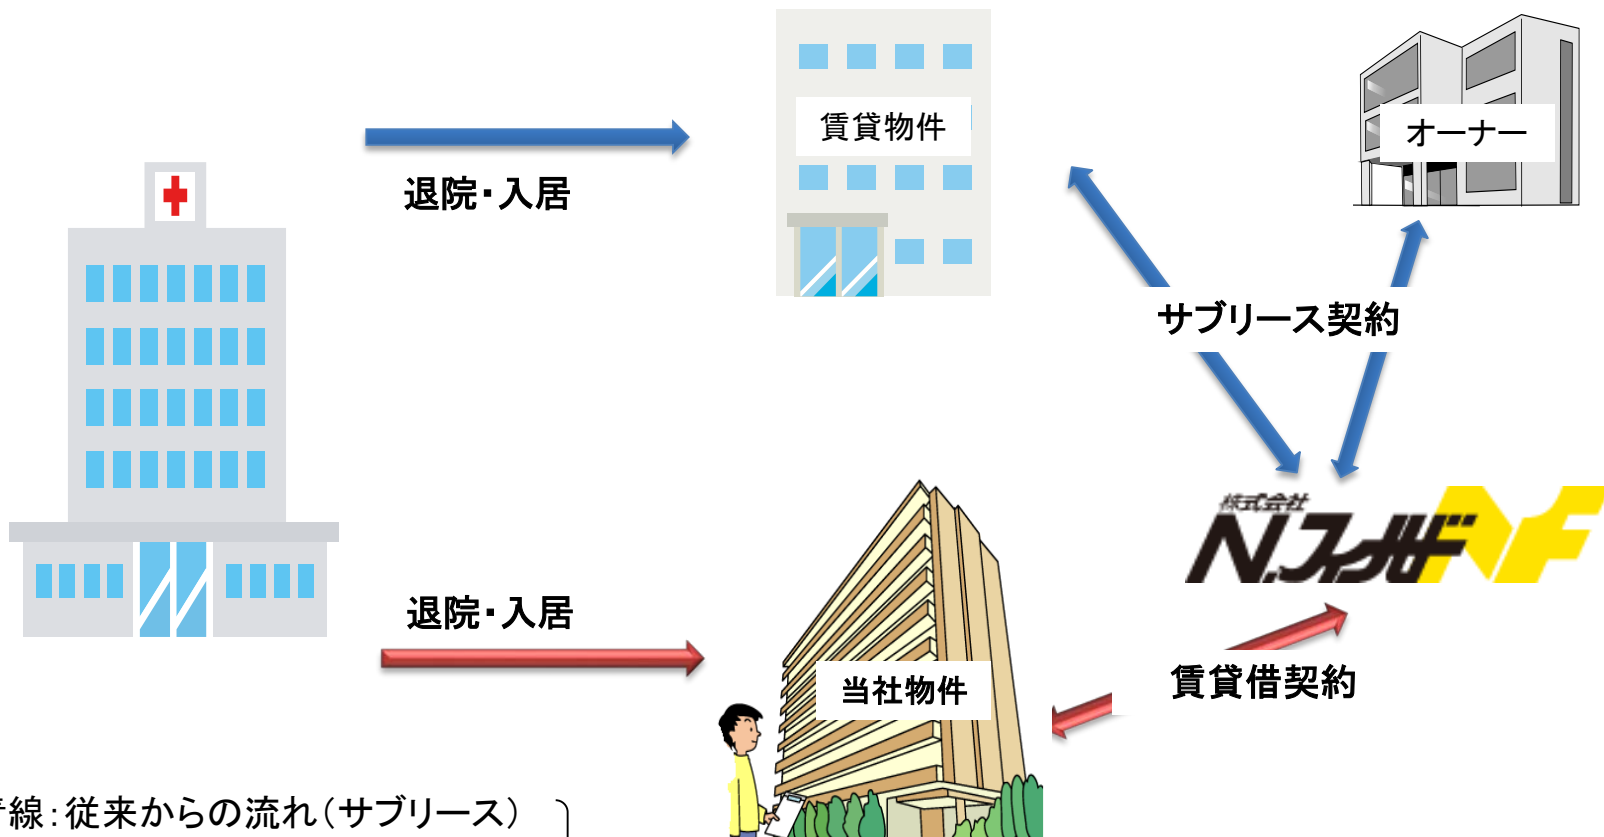 賃貸物件
オーナー
退院・入居
サブリース契約
株式会社
N.フィールド
退院・入居
当社物件
賃貸借契約
線：従来からの流れ（サブリース）